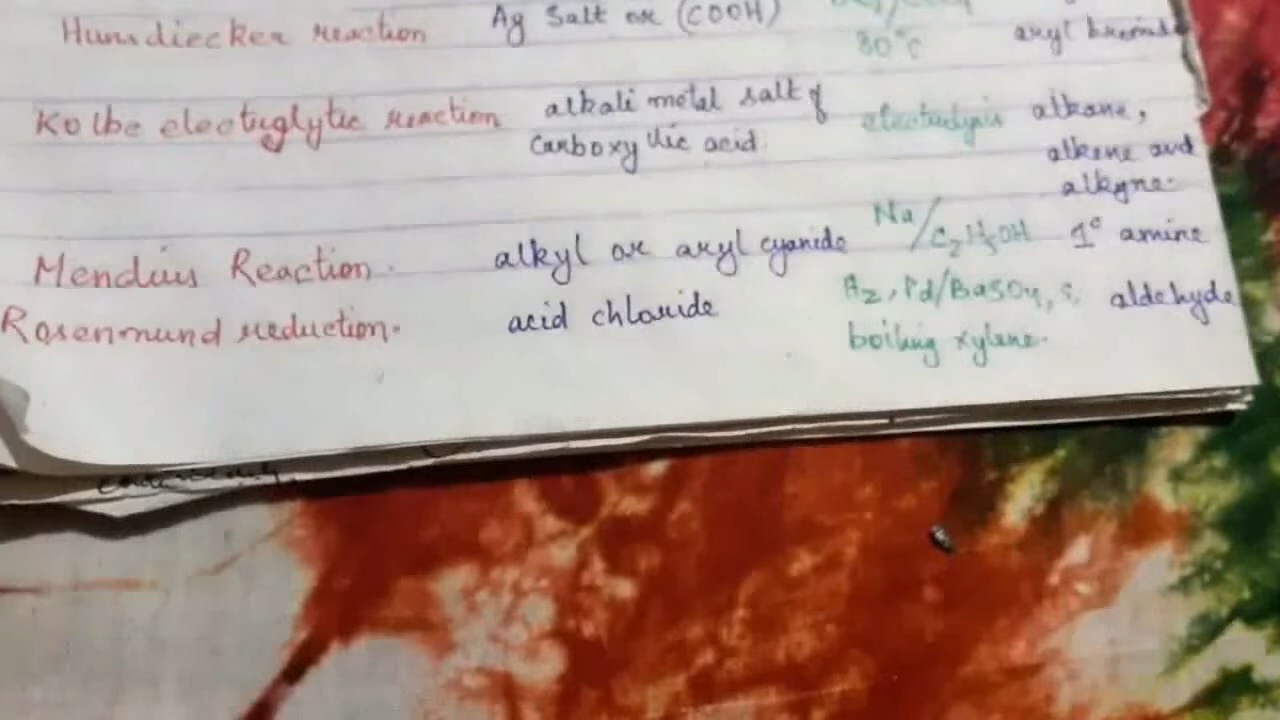 Hunsdiecker reaction Ag Salt or (COOH) 80°C aryl bromide
Kolbe electrylytic reaction alkali metal salt of carboxylic acid. electrolysis alkane, alkene and alkyne.
Mendius Reaction. alkyl or aryl cyanide Na/C2H5OH 1° amine
Rosenmund reduction. acid chloride H2, Pd/BaSO4, S, boiling xylene. aldehyde